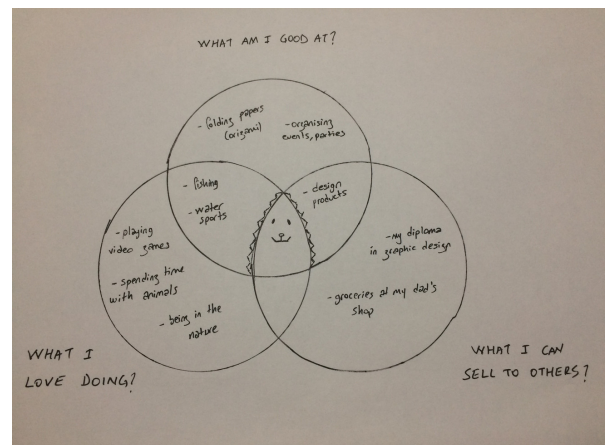 WHAT AM I GOOD AT?
- folding papers
(origami)
- organising
events, parties
- fishing
- water
sports
- design
products
- playing
video games
- spending time
with animals
- being in the
nature
- my diploma
in graphic design
- groceries at my dad's
shop
WHAT I
LOVE DOING?
WHAT I CAN
SELL TO OTHERS?